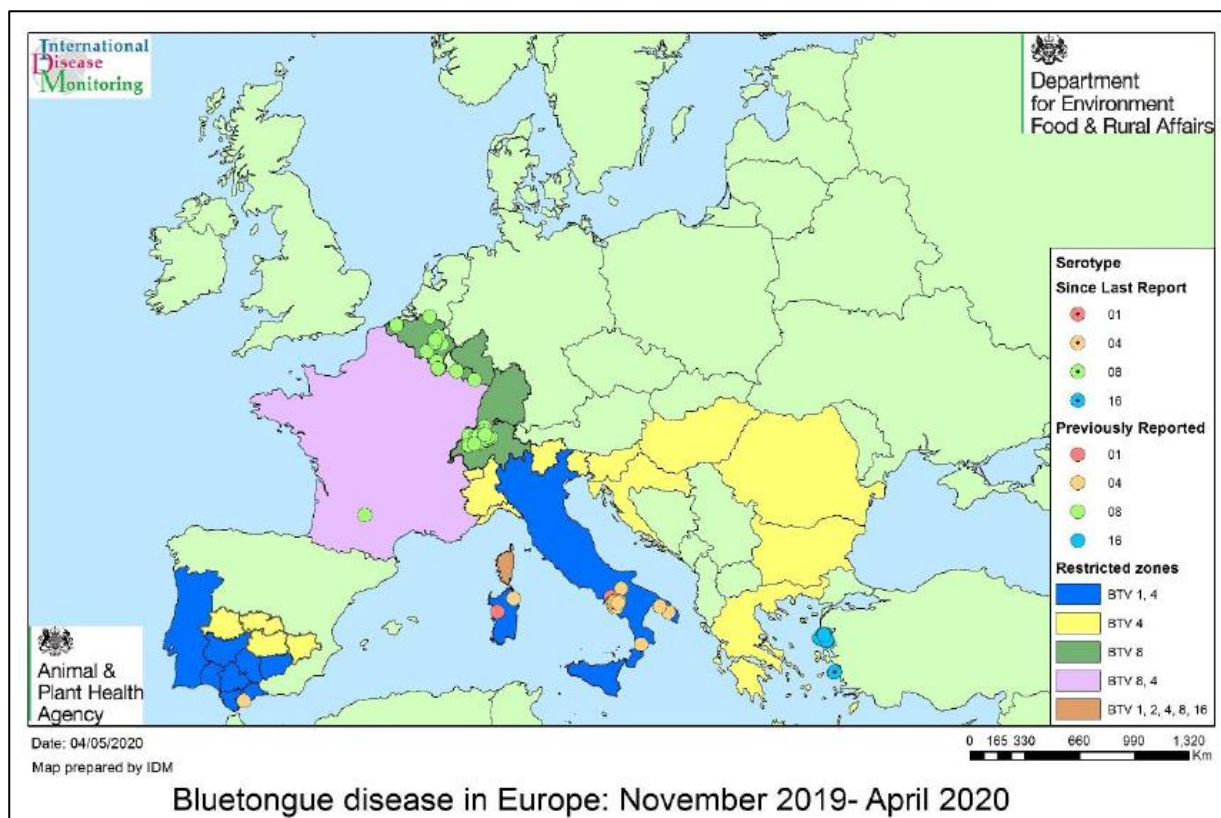 International
Disease
Monitoring
Department
for Environment
Food & Rural Affairs
Serotype
Since Last Report
01
04
08
16
Previously Reported
01
04
08
16
Restricted zones
BTV 1, 4
BTV 4
BTV 8
BTV 8, 4
BTV 1, 2, 4, 8, 16
Animal &
Plant Health
Agency
Date: 04/05/2020
Map prepared by IDM
0 165 330 660 990 1,320
Km
Bluetongue disease in Europe: November 2019- April 2020